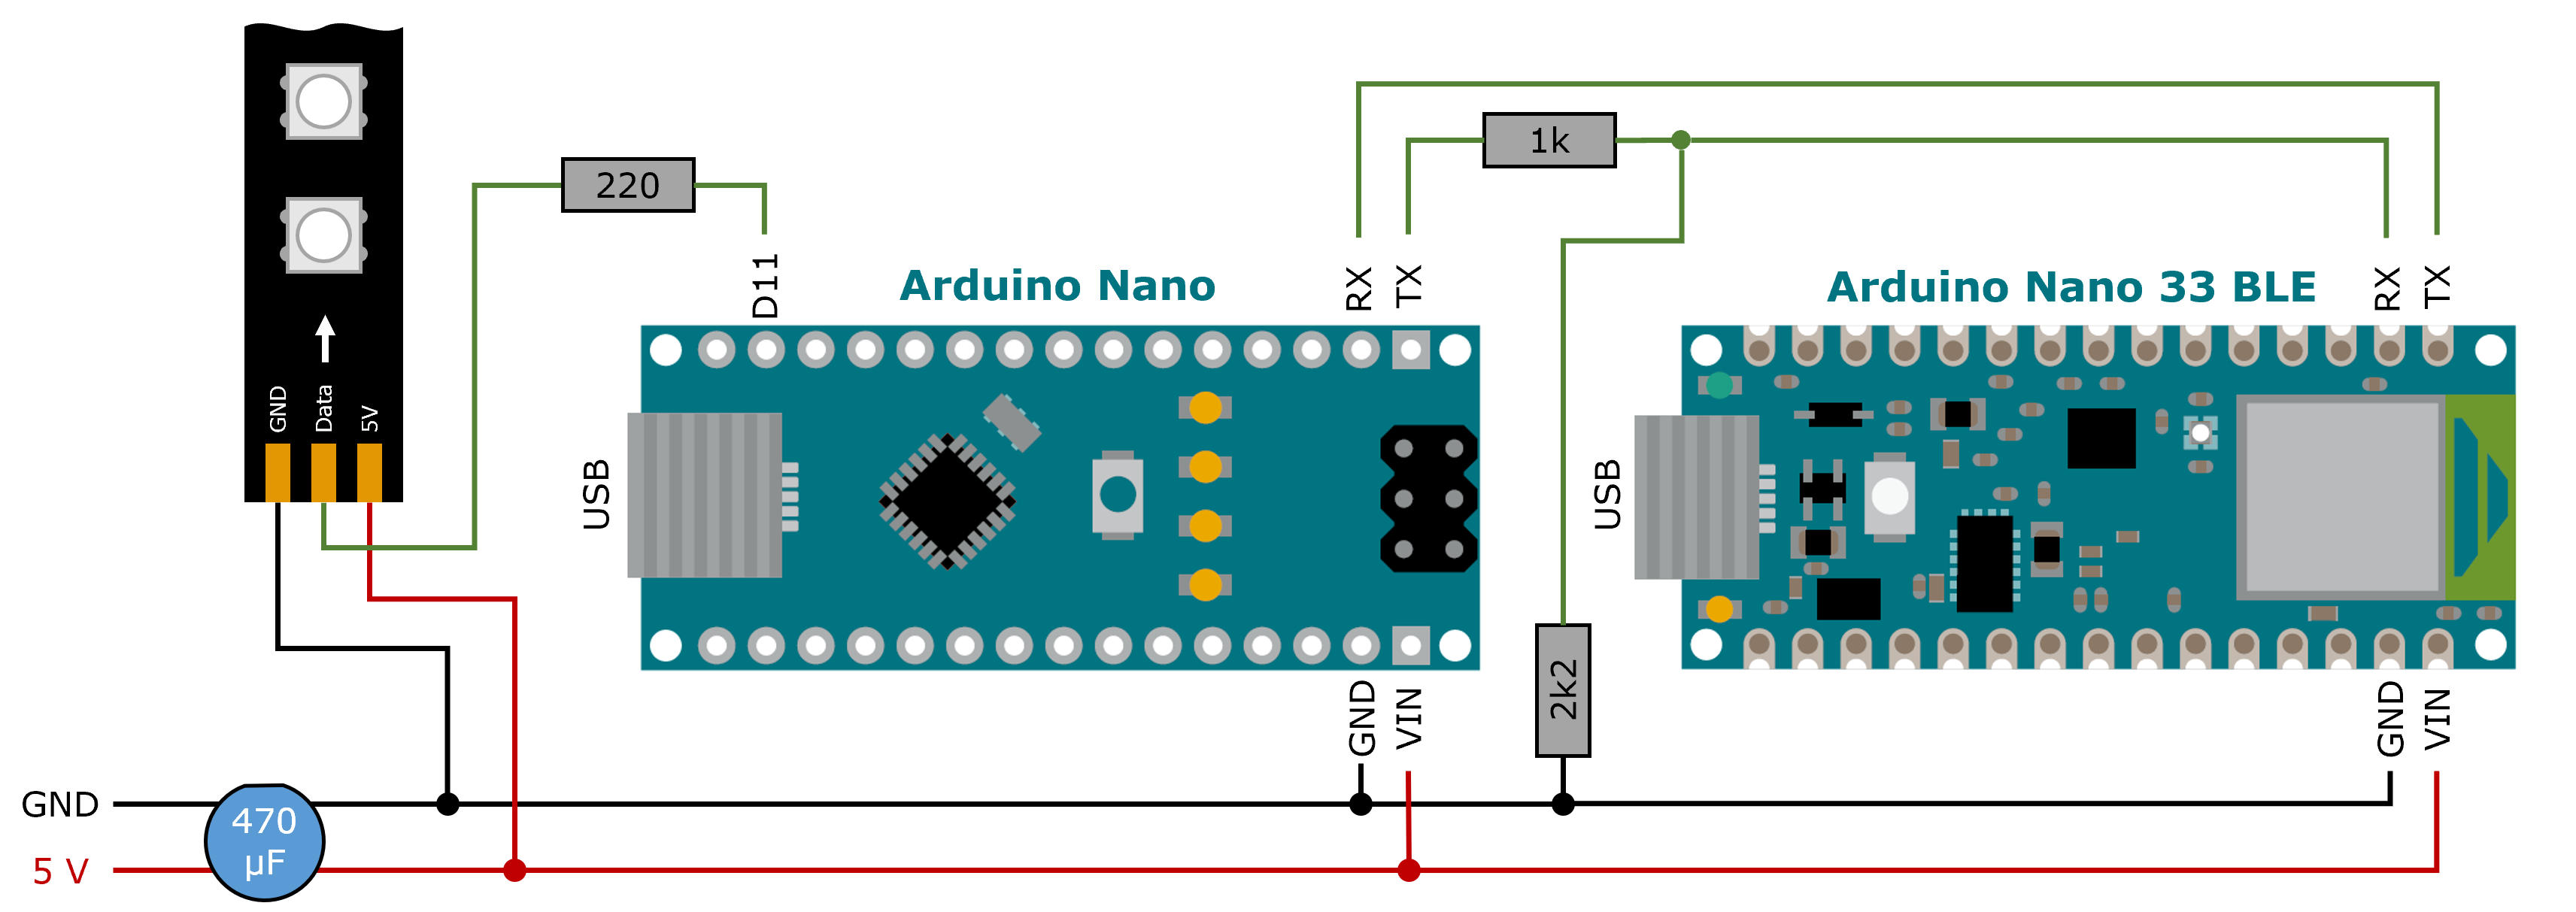 1k
220
D11
Arduino Nano
RX
TX
Arduino Nano 33 BLE
RX
TX
GND
Data
5V
USB
USB
GND
VIN
2k2
GND
VIN
GND
470
µF
5 V